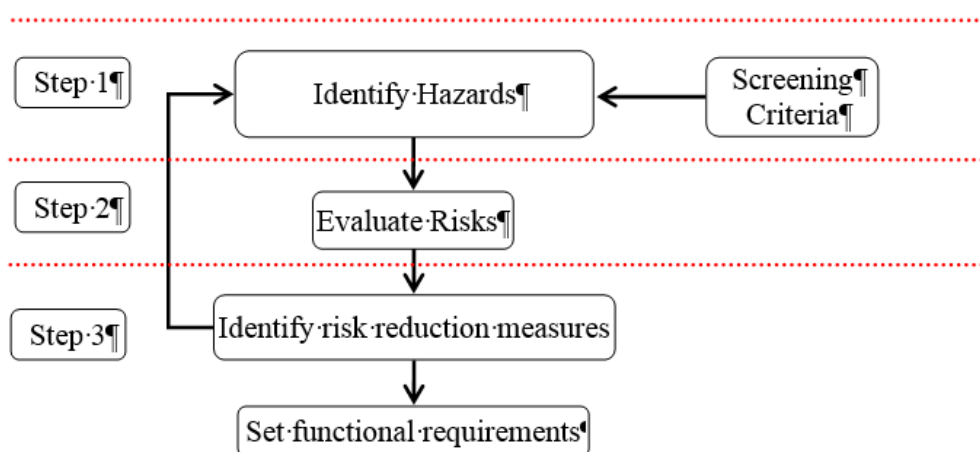 Step·1¶
Identify·Hazards¶
Screening¶
Criteria¶
Step·2¶
Evaluate·Risks¶
Step·3¶
Identify·risk·reduction·measures
Set·functional·requirements¶